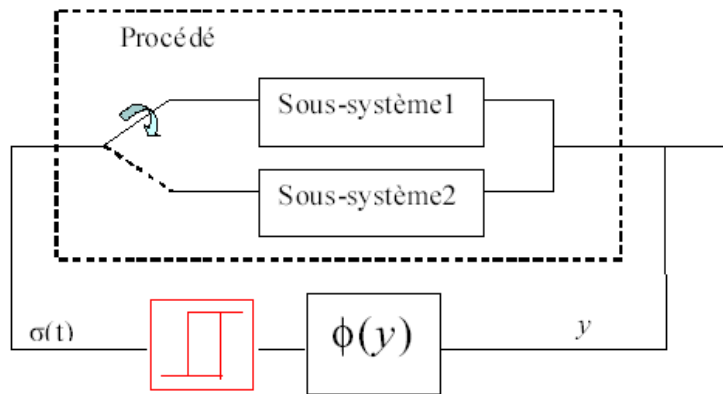 Procédé
Sous-système1
Sous-système2
σ(t)
ϕ(y)
y